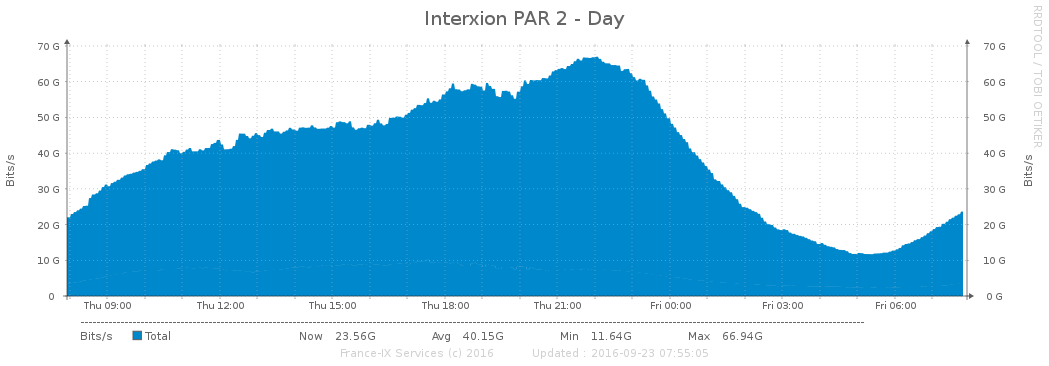 Interxion PAR 2 - Day
RRDTOOL / TOBI OETIKER
70 G 70 G
60 G 60 G
50 G 50 G
40 G 40 G
30 G 30 G
20 G 20 G
10 G 10 G
0 0 G
Bits/s
Bits/s
Thu 09:00 Thu 12:00 Thu 15:00 Thu 18:00 Thu 21:00 Fri 00:00 Fri 03:00 Fri 06:00
Bits/s Total Now 23.56G Avg 40.15G Min 11.64G Max 66.94G
France-IX Services (c) 2016 Updated : 2016-09-23 07:55:05